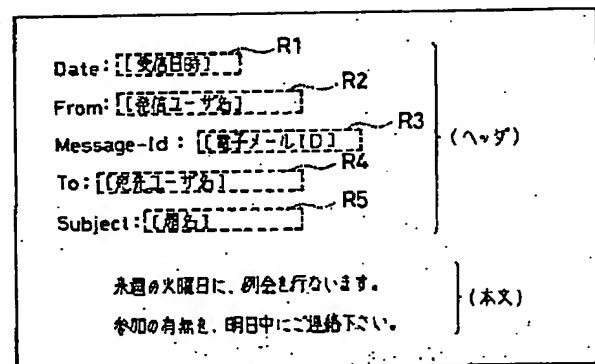 Date:[[受信日時] R1
From:[[発信ユーザ名] R2
Message-Id : [[電子メールID] R3
To:[[宛先ユーザ名] R4
Subject:[[題名] R5
(ヘッダ)
来週の火曜日に、例会を行ないます。
参加の有無を、明日中にご連絡下さい。
(本文)